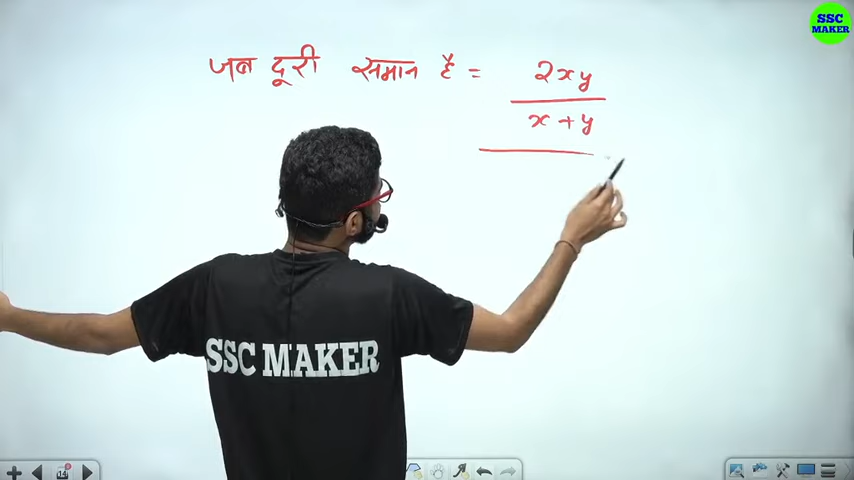 SSC
MAKER
जब दूरी समान है = 2xy
x + y
SSC MAKER